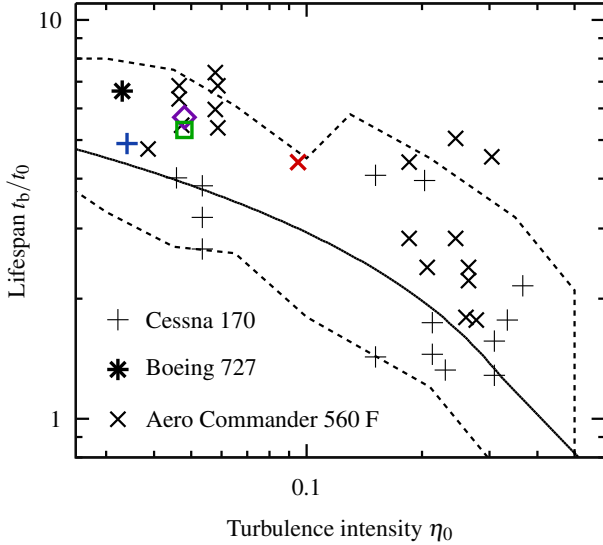 10
Lifespan t_b/t_0
Cessna 170
Boeing 727
Aero Commander 560 F
1
0.1
Turbulence intensity η_0